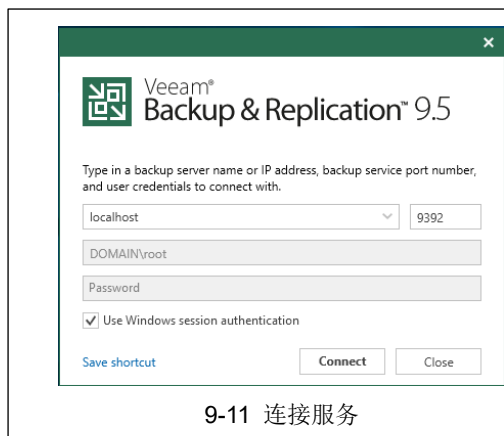 Veeam®
Backup & Replication™ 9.5
Type in a backup server name or IP address, backup service port number,
and user credentials to connect with.
localhost 9392
DOMAIN\root
Password
Use Windows session authentication
Save shortcut Connect Close
9-11 连接服务